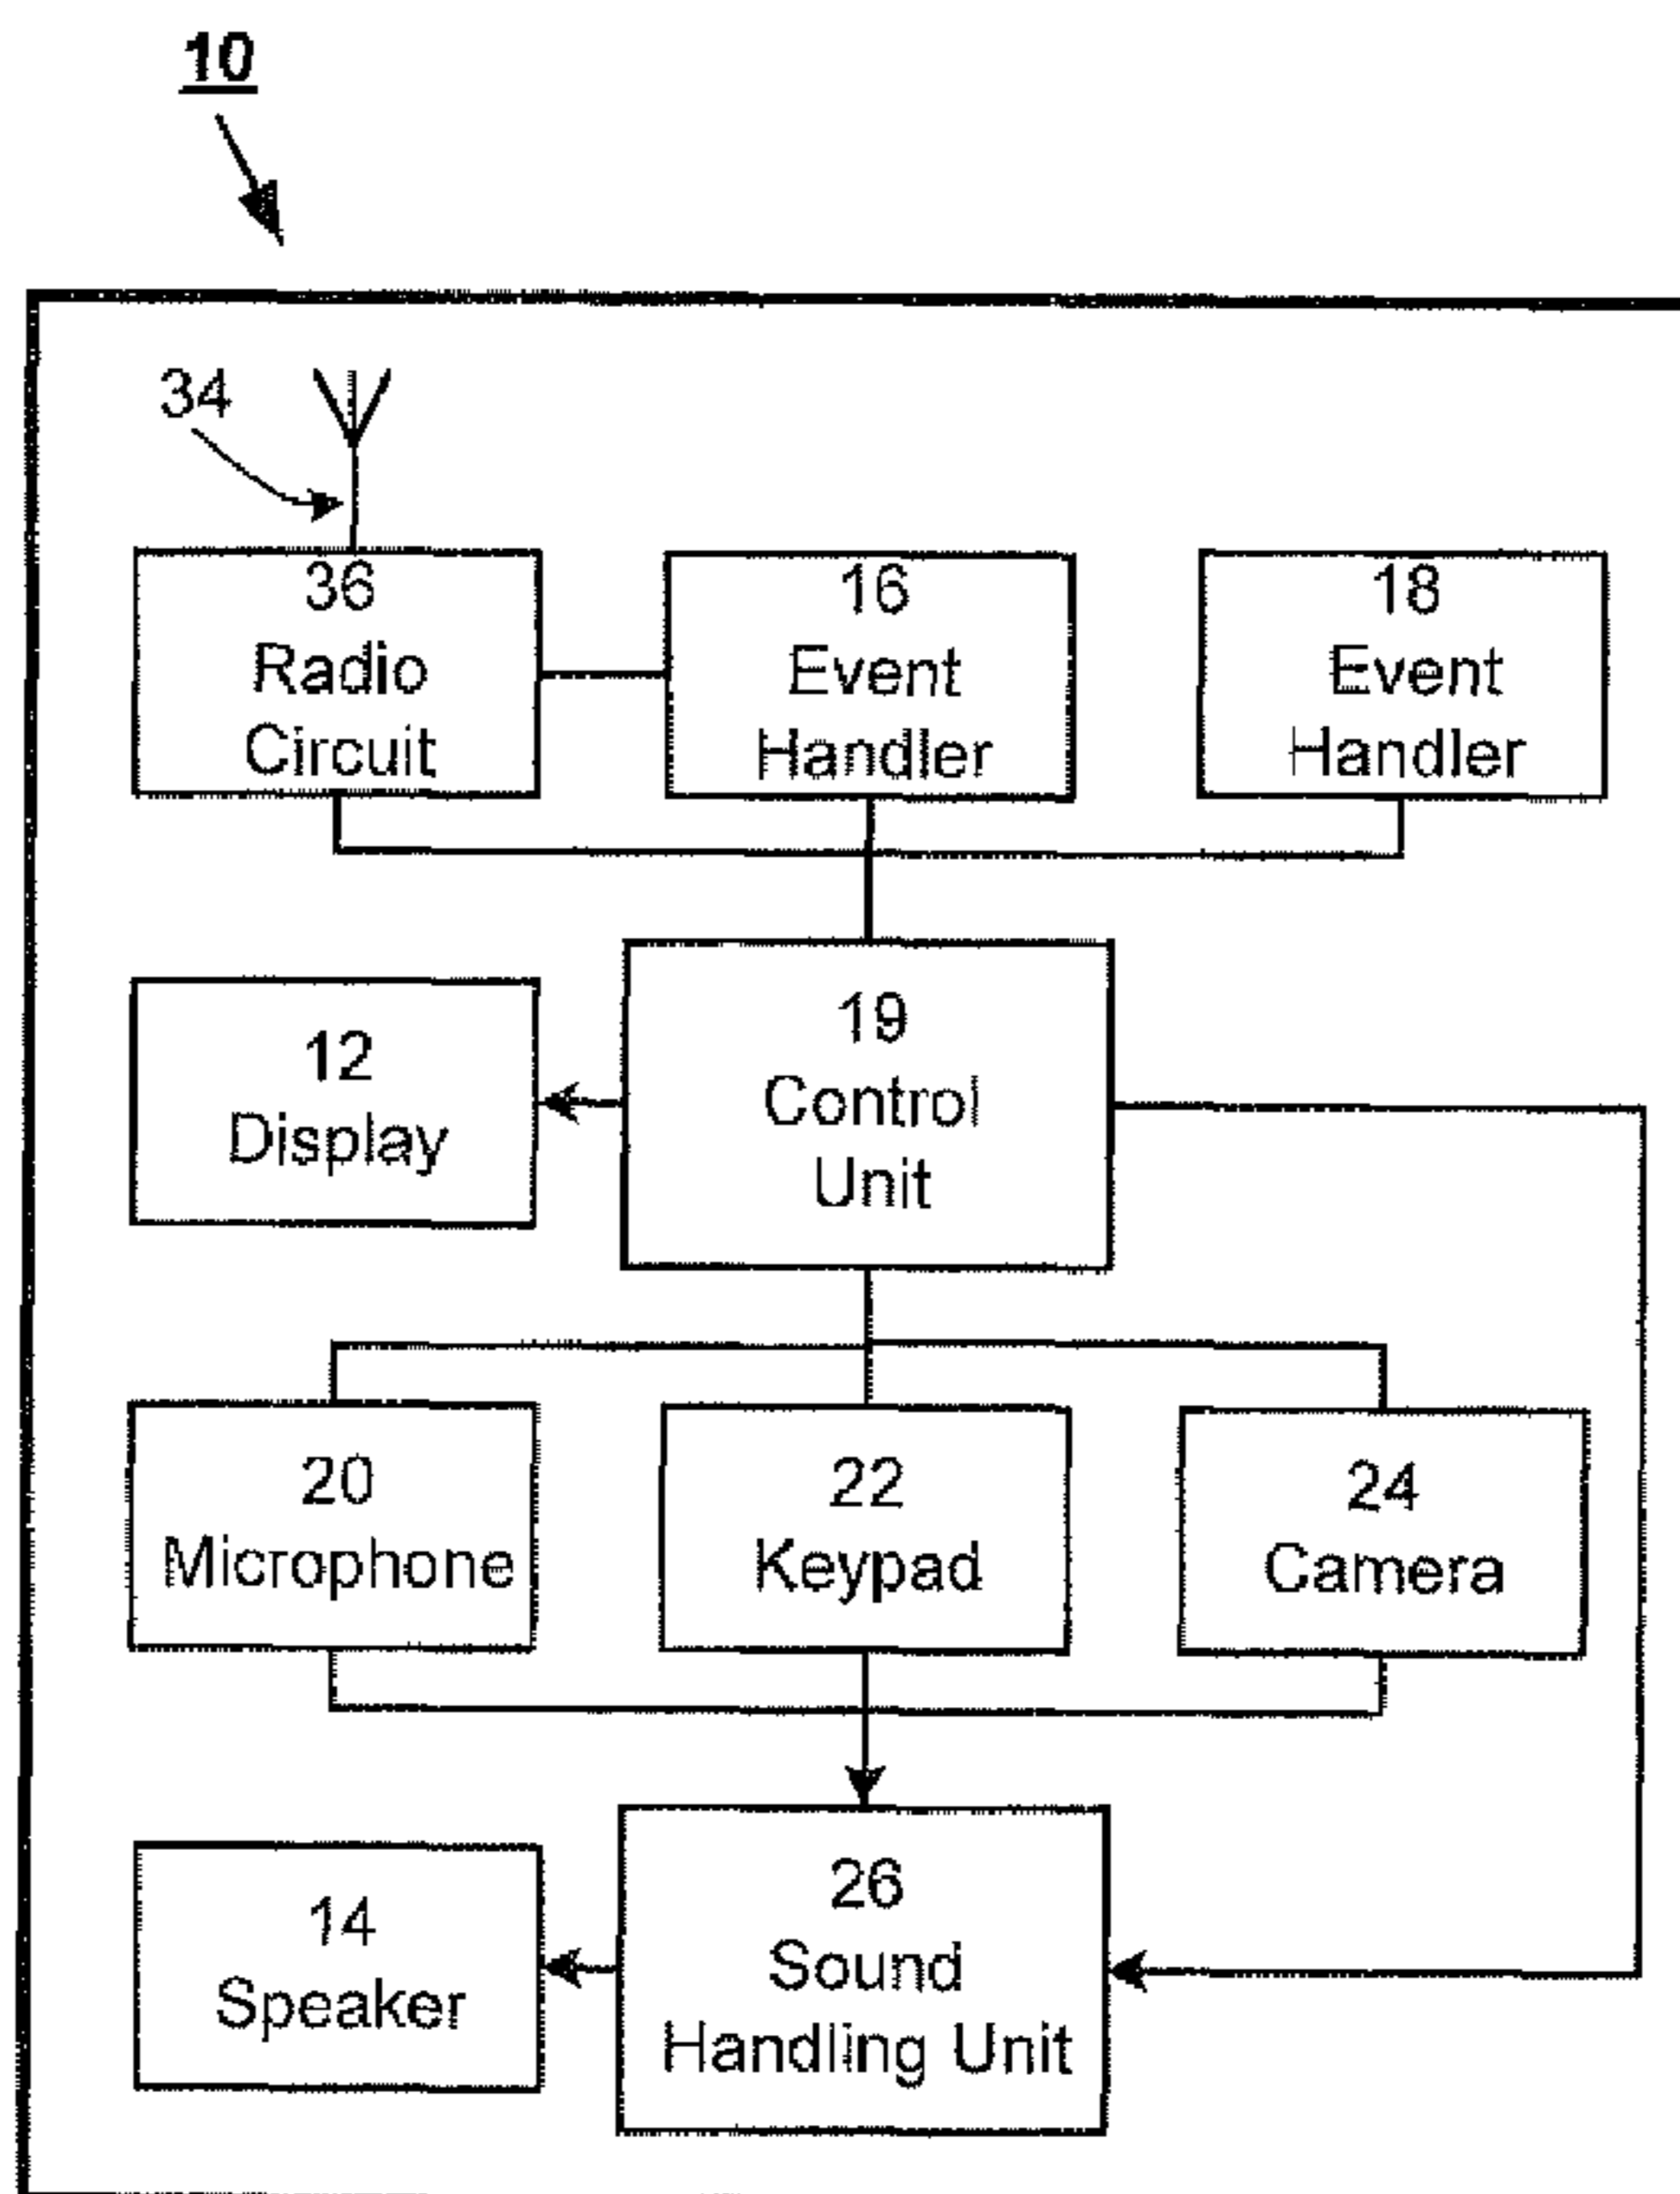 10
34
36
Radio
Circuit
16
Event
Handler
18
Event
Handler
12
Display
19
Control
Unit
20
Microphone
22
Keypad
24
Camera
14
Speaker
26
Sound
Handling Unit